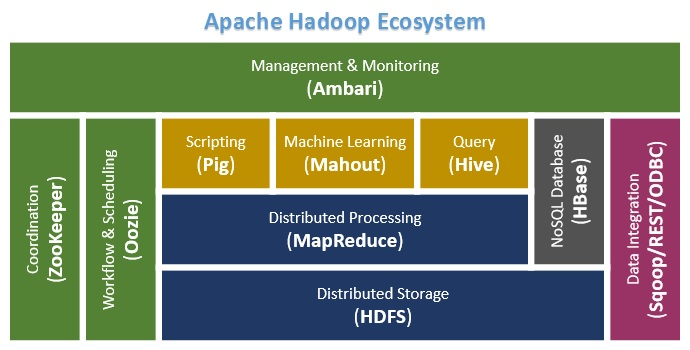 Apache Hadoop Ecosystem
Management & Monitoring
(Ambari)
Coordination
(ZooKeeper)
Workflow & Scheduling
(Oozie)
Scripting
(Pig)
Machine Learning
(Mahout)
Query
(Hive)
Distributed Processing
(MapReduce)
Distributed Storage
(HDFS)
NoSQL Database
(HBase)
Data Integration
(Sqoop/REST/ODBC)